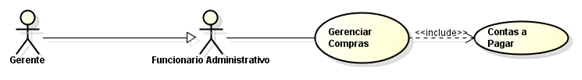 Gerenciar
Compras
<<include>>
Contas a
Pagar
Gerente
Funcionario Administrativo